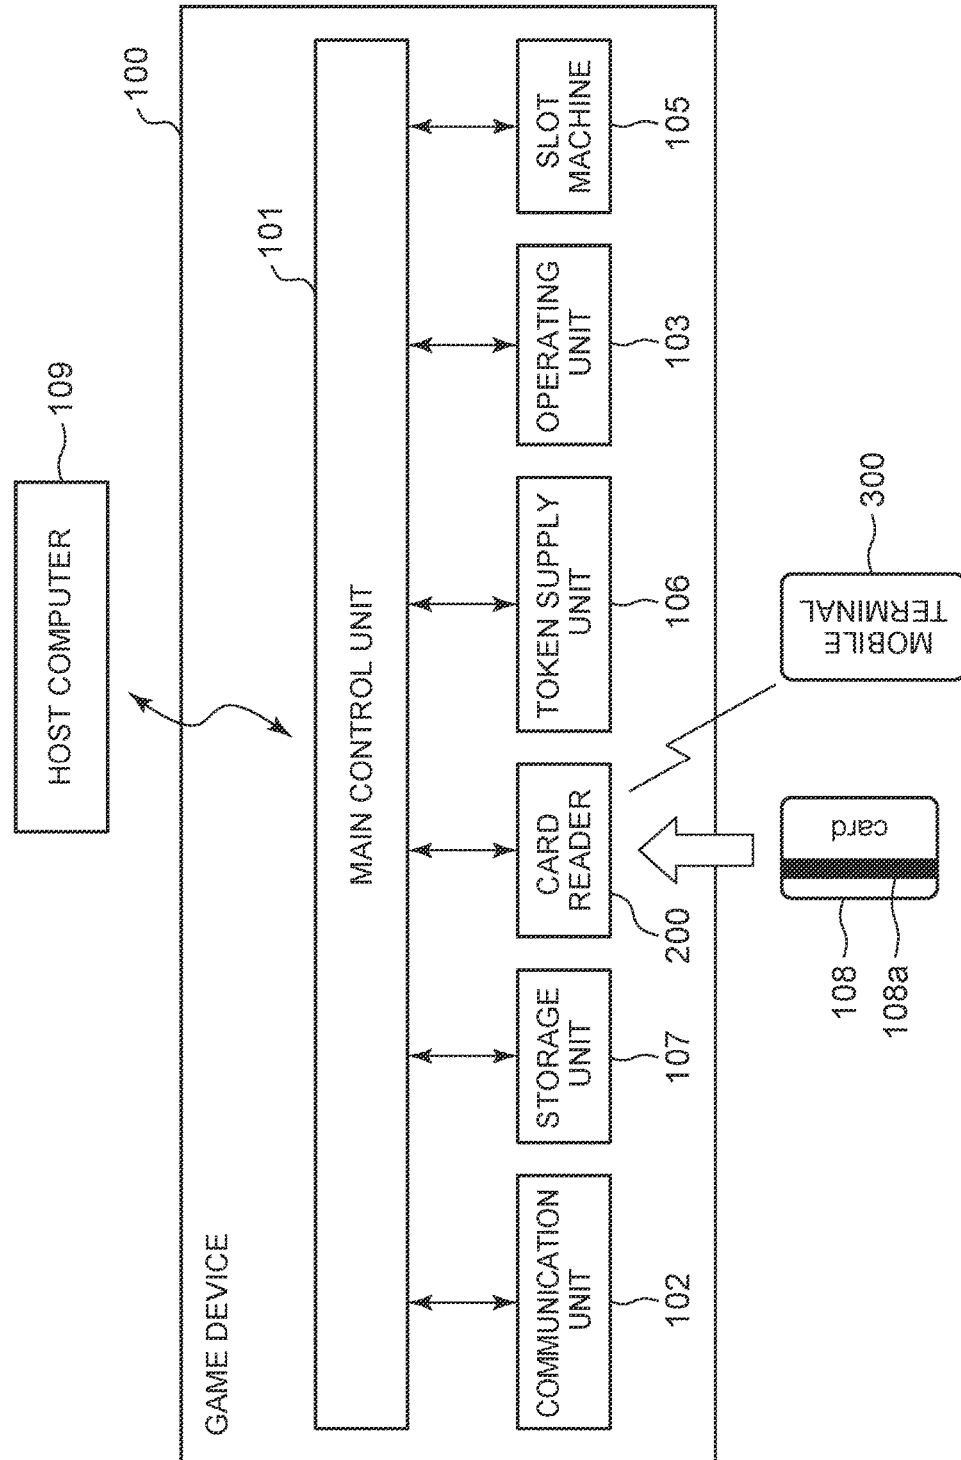 HOST COMPUTER
109
100
GAME DEVICE
101
MAIN CONTROL UNIT
COMMUNICATION
UNIT
102
STORAGE
UNIT
107
CARD
READER
200
TOKEN SUPPLY
UNIT
106
OPERATING
UNIT
103
SLOT
MACHINE
105
108
108a
card
MOBILE
TERMINAL
300